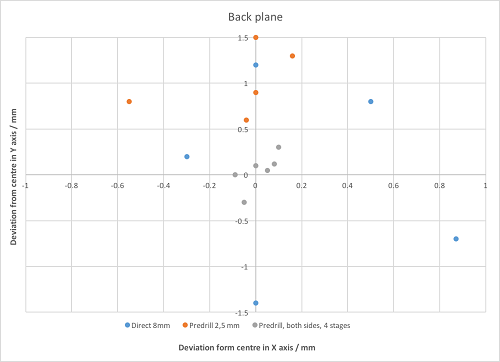 Back plane
1.5
1
0.5
0
-1 -0.8 -0.6 -0.4 -0.2 0 0.2 0.4 0.6 0.8 1
-0.5
-1
-1.5
Deviation from centre in Y axis / mm
Direct 8mm Predrill 2,5 mm Predrill, both sides, 4 stages
Deviation form centre in X axis / mm